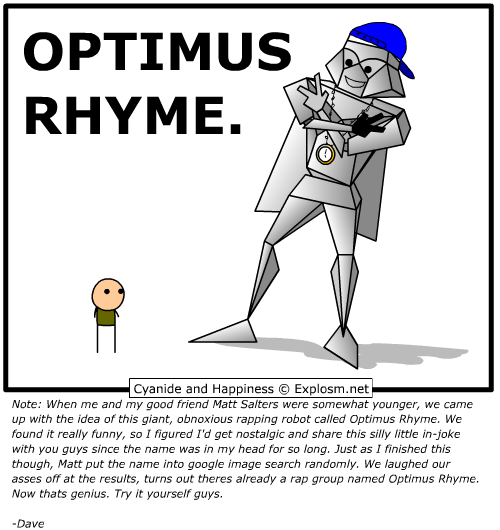 OPTIMUS
RHYME.
Cyanide and Happiness © Explosm.net
Note: When me and my good friend Matt Salters were somewhat younger, we came
up with the idea of this giant, obnoxious rapping robot called Optimus Rhyme. We
found it really funny, so I figured I'd get nostalgic and share this silly little in-joke
with you guys since the name was in my head for so long. Just as I finished this
though, Matt put the name into google image search randomly. We laughed our
asses off at the results, turns out theres already a rap group named Optimus Rhyme.
Now thats genius. Try it yourself guys.
-Dave